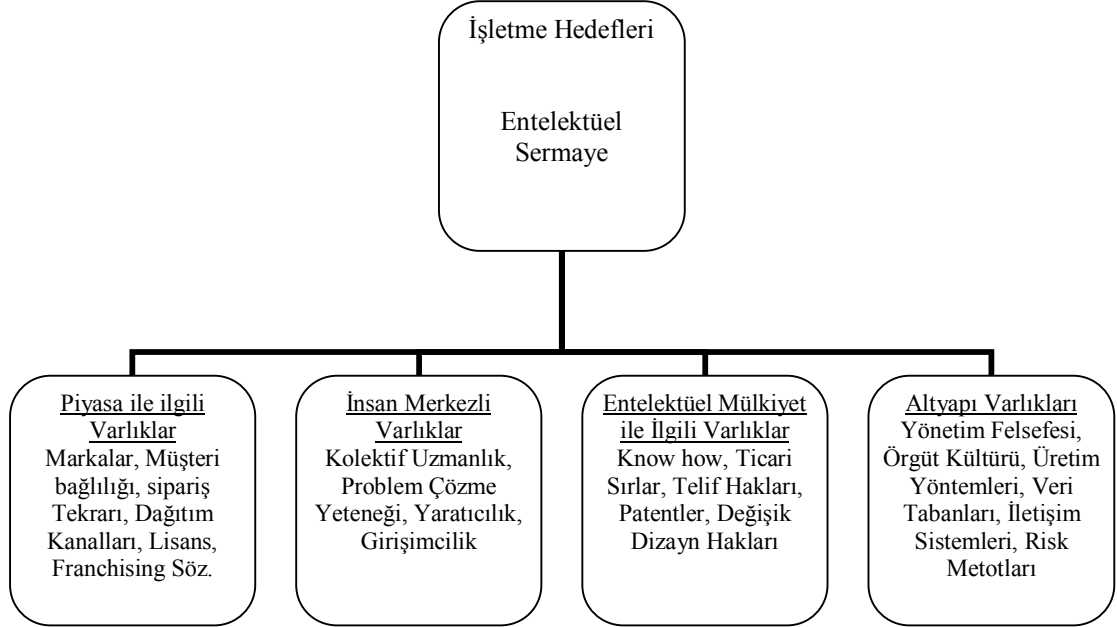 İşletme Hedefleri
Entelektüel
Sermaye
Piyasa ile ilgili
Varlıklar
Markalar, Müşteri
bağlılığı, sipariş
Tekrarı, Dağıtım
Kanalları, Lisans,
Franchising Söz.
İnsan Merkezli
Varlıklar
Kolektif Uzmanlık,
Problem Çözme
Yeteneği, Yaratıcılık,
Girişimcilik
Entelektüel Mülkiyet
ile İlgili Varlıklar
Know how, Ticari
Sırlar, Telif Hakları,
Patentler, Değişik
Dizayn Hakları
Altyapı Varlıkları
Yönetim Felsefesi,
Örgüt Kültürü, Üretim
Yöntemleri, Veri
Tabanları, İletişim
Sistemleri, Risk
Metotları